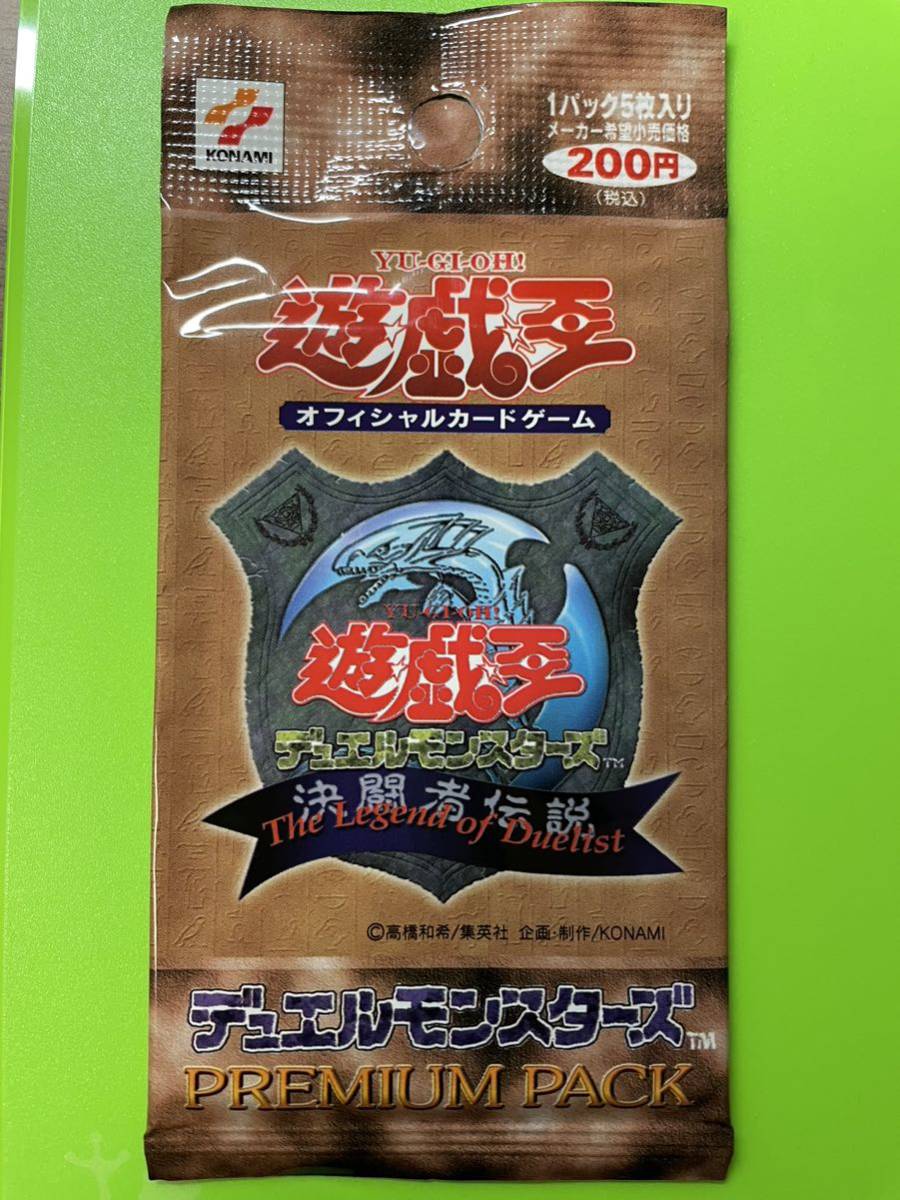 KONAMI
1パック5枚入り
メーカー希望小売価格
200円
(税込)
YU-GI-OH!
遊☆戯☆王
オフィシャルカードゲーム
YU-GI-OH!
遊☆戯☆王
デュエルモンスターズ™
決闘者伝説
The Legend of Duelist
©高橋和希/集英社 企画・制作/KONAMI
デュエルモンスターズ™
PREMIUM PACK